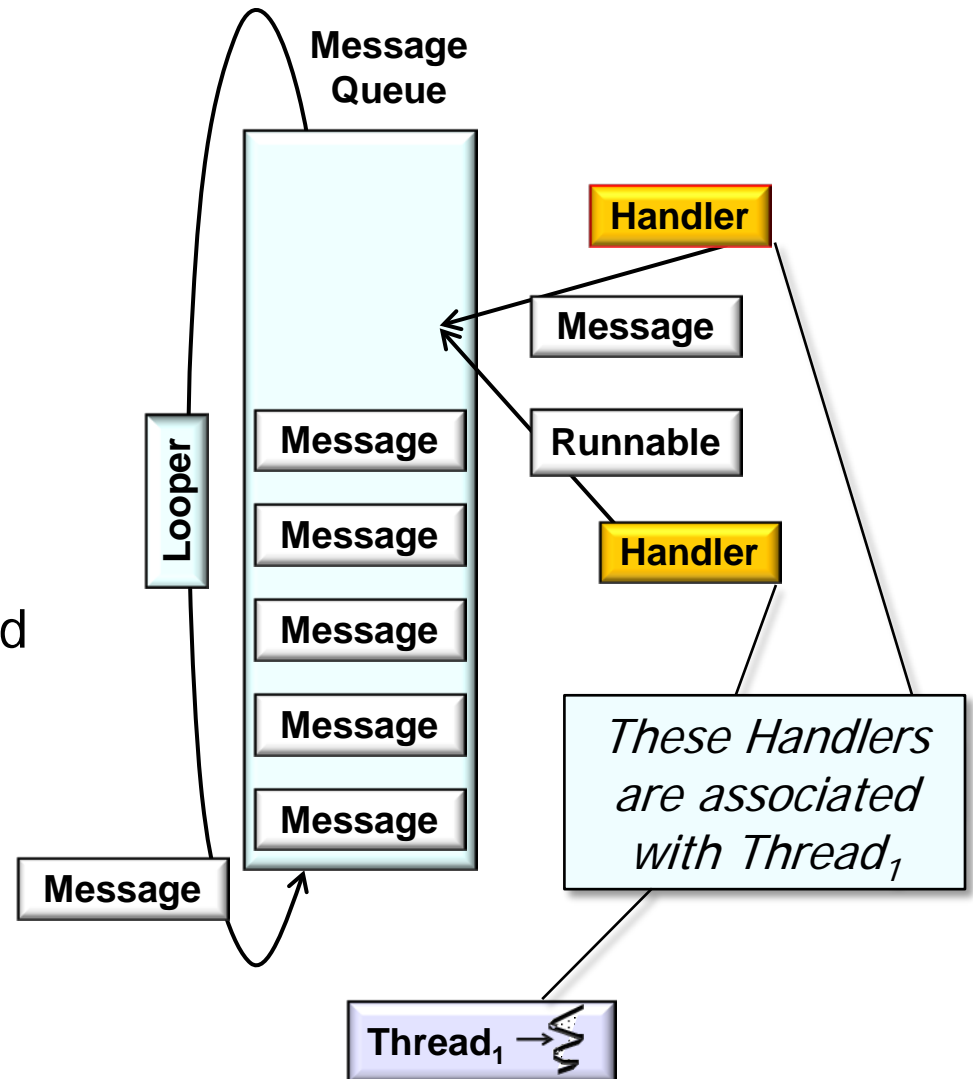 Message
Queue
Handler
Message
Message
Runnable
Looper
Message
Handler
d
Message
Message
These Handlers
are associated
with Thread₁
Message
Message
Thread₁